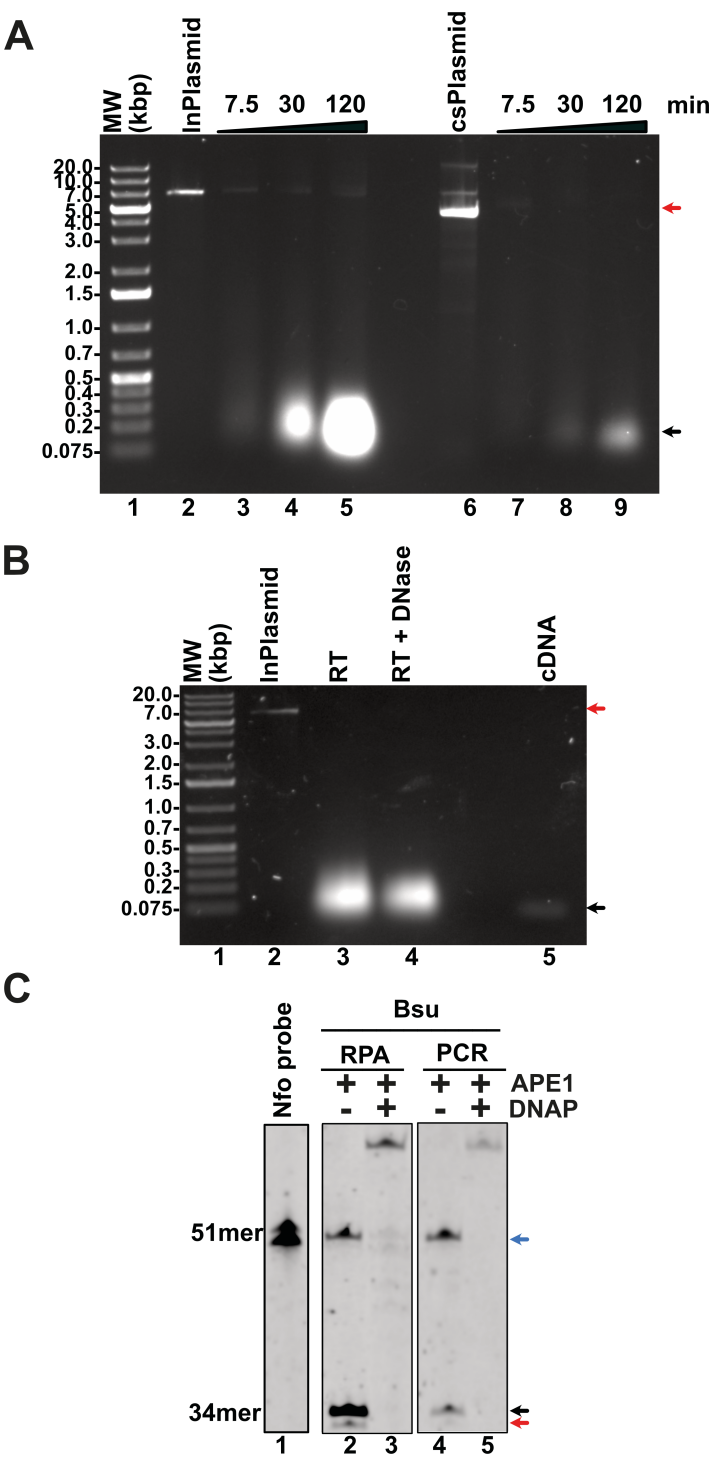 A
MW
(kbp)
lnPlasmid
7.5 30 120
csPlasmid
7.5 30 120 min
20.0
10.0
7.0
5.0
4.0
3.0
2.0
1.5
1.0
0.7
0.5
0.4
0.3
0.2
0.075
1 2 3 4 5 6 7 8 9
B
MW
(kbp)
lnPlasmid
RT
RT + DNase
cDNA
20.0
7.0
3.0
2.0
1.5
1.0
0.7
0.5
0.3
0.2
0.075
1 2 3 4 5
C
Nfo probe
Bsu
RPA PCR
+ + + + APE1
- + - + DNAP
51mer
34mer
1 2 3 4 5